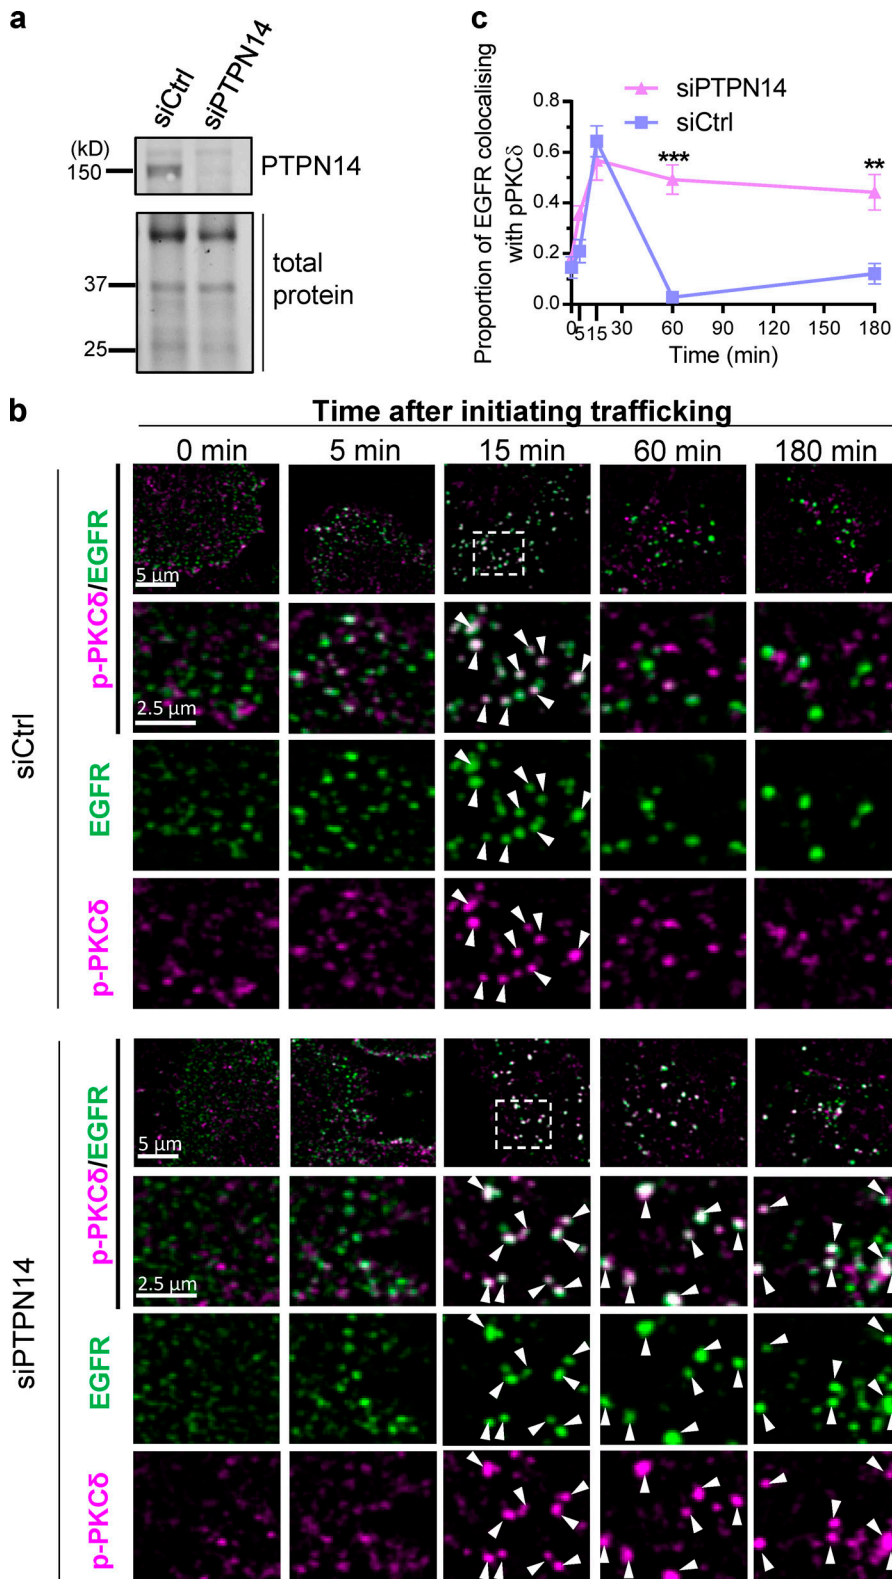 a
siCtrl
siPTPN14
(kD)
150
PTPN14
37
25
total
protein
c
siPTPN14
siCtrl
Proportion of EGFR colocalising
with pPKCδ
0.8
0.6
0.4
0.2
0.0
***
**
0 5 15 30 60 90 120 150 180
Time (min)
b
Time after initiating trafficking
0 min 5 min 15 min 60 min 180 min
siCtrl
p-PKCδ/EGFR
5 µm
2.5 µm
EGFR
p-PKCδ
siPTPN14
p-PKCδ/EGFR
5 µm
2.5 µm
EGFR
p-PKCδ